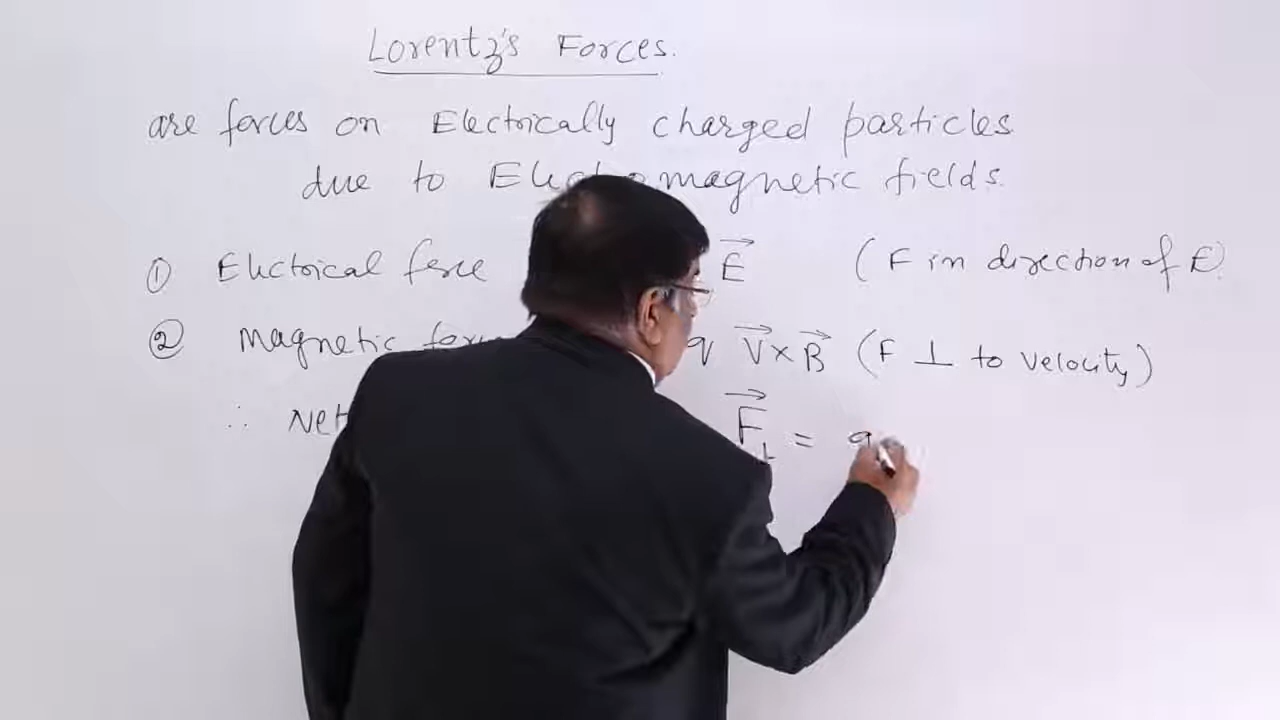 Lorentz's Forces.
are forces on Electrically charged particles
due to magnetic fields.
① Electrical force E⃗ (F in direction of E)
② Magnetic q V⃗ × B⃗ (F ⊥ to velocity)
∴ Net F⃗ = q